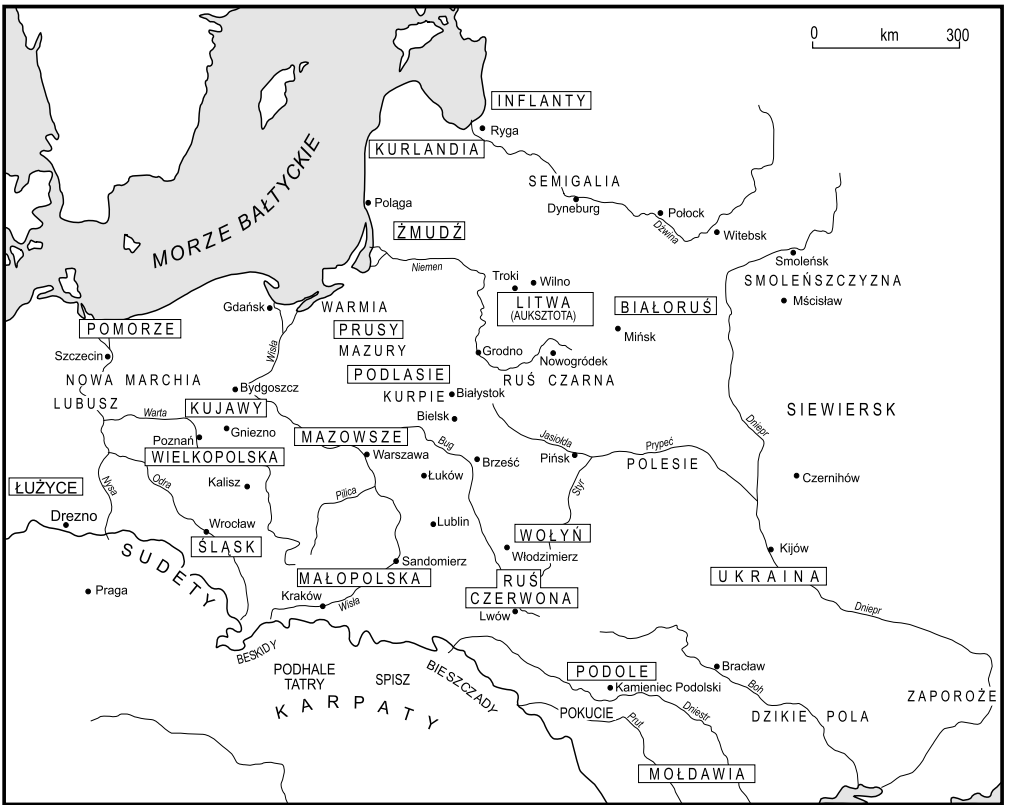 0 km 300
INFLANTY
Ryga
KURLANDIA
MORZE BAŁTYCKIE
SEMIGALIA
Dyneburg
Połąga
Połock
Dźwina
Witebsk
ŻMUDŹ
Smoleńsk
SMOLEŃSZCZYZNA
Niemen
Troki
Wilno
LITWA
(AUKSZTOTA)
BIAŁORUŚ
Mścisław
Gdańsk
WARMIA
POMORZE
PRUSY
Mińsk
Szczecin
Wisła
MAZURY
Grodno
Nowogródek
NOWA MARCHIA
PODLASIE
RUŚ CZARNA
Bydgoszcz
KURPIE
Białystok
LUBUSZ
KUJAWY
SIEWIERSK
Warta
Bielsk
Dniepr
Gniezno
Poznań
MAZOWSZE
Bug
Jasiołda
Prypeć
WIELKOPOLSKA
Warszawa
Brześć
Pińsk
POLESIE
ŁUŻYCE
Nysa
Odra
Kalisz
Łuków
Styr
Czernihów
Pilica
Drezno
Wrocław
Lublin
WOŁYŃ
ŚLĄSK
Włodzimierz
Kijów
SUDETY
Sandomierz
MAŁOPOLSKA
RUŚ
CZERWONA
UKRAINA
Praga
Kraków
Wisła
Lwów
Dniepr
BESKIDY
PODHALE
TATRY
SPISZ
BIESZCZADY
PODOLE
Bracław
Kamieniec Podolski
Boh
ZAPOROŻE
KARPATY
POKUCIE
Prut
Dniestr
DZIKIE POLA
MOŁDAWIA